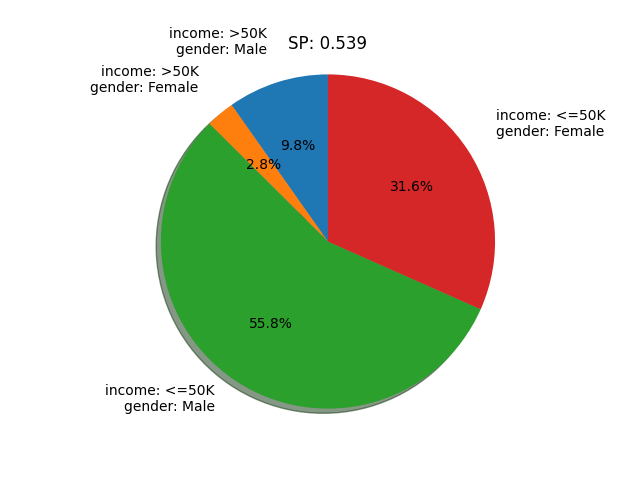 SP: 0.539
income: >50K
gender: Male
income: >50K
gender: Female
income: <=50K
gender: Female
9.8%
2.8%
31.6%
55.8%
income: <=50K
gender: Male